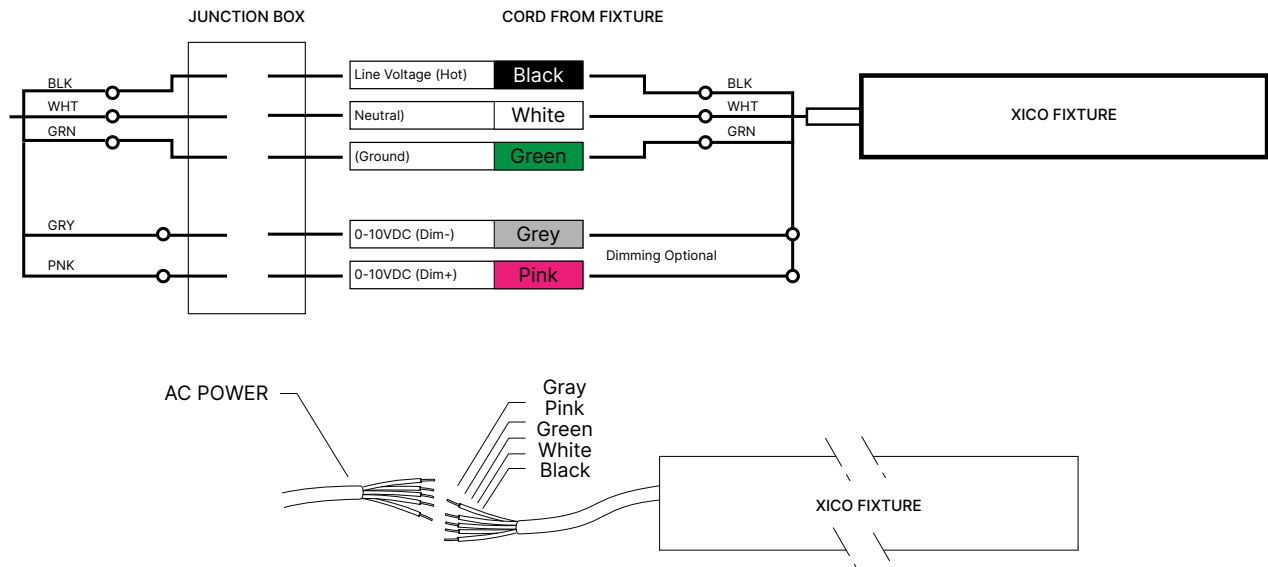 JUNCTION BOX
CORD FROM FIXTURE
BLK
WHT
GRN
GRY
PNK
Line Voltage (Hot) Black
Neutral) White
(Ground) Green
0-10VDC (Dim-) Grey
0-10VDC (Dim+) Pink
Dimming Optional
BLK
WHT
GRN
XICO FIXTURE
AC POWER
Gray
Pink
Green
White
Black
XICO FIXTURE